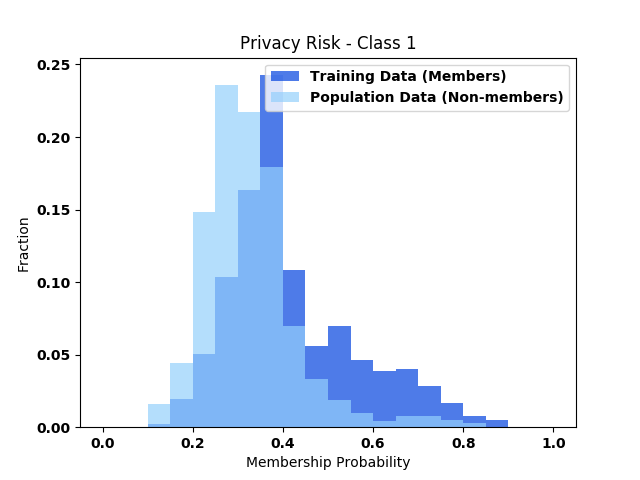 Privacy Risk - Class 1
Training Data (Members)
Population Data (Non-members)
Fraction
0.25
0.20
0.15
0.10
0.05
0.00
0.0 0.2 0.4 0.6 0.8 1.0
Membership Probability